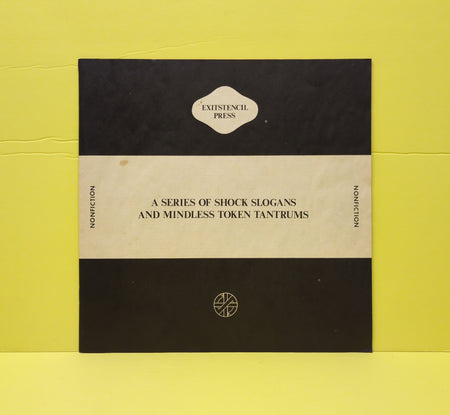 EXITSTENCIL
PRESS
NONFICTION
A SERIES OF SHOCK SLOGANS
AND MINDLESS TOKEN TANTRUMS
NONFICTION